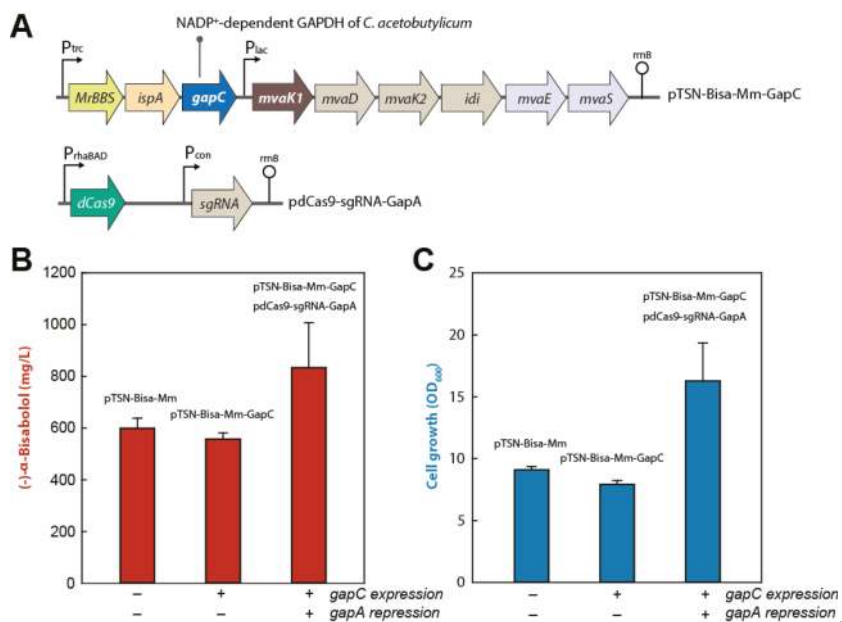 A
NADP⁺-dependent GAPDH of C. acetobutylicum
Ptrc
Plac
rrnB
MrBBS ispA gapC mvaK1 mvaD mvaK2 idi mvaE mvaS
pTSN-Bisa-Mm-GapC
PrhaBAD
Pcon
rrnB
dCas9 sgRNA
pdCas9-sgRNA-GapA
B
1200
1000
800
600
400
200
0
(-)-α-Bisabolol (mg/L)
pTSN-Bisa-Mm
pTSN-Bisa-Mm-GapC
pTSN-Bisa-Mm-GapC
pdCas9-sgRNA-GapA
– + + gapC expression
– – + gapA repression
C
25
20
15
10
5
0
Cell growth (OD₆₀₀)
pTSN-Bisa-Mm
pTSN-Bisa-Mm-GapC
pTSN-Bisa-Mm-GapC
pdCas9-sgRNA-GapA
– + + gapC expression
– – + gapA repression